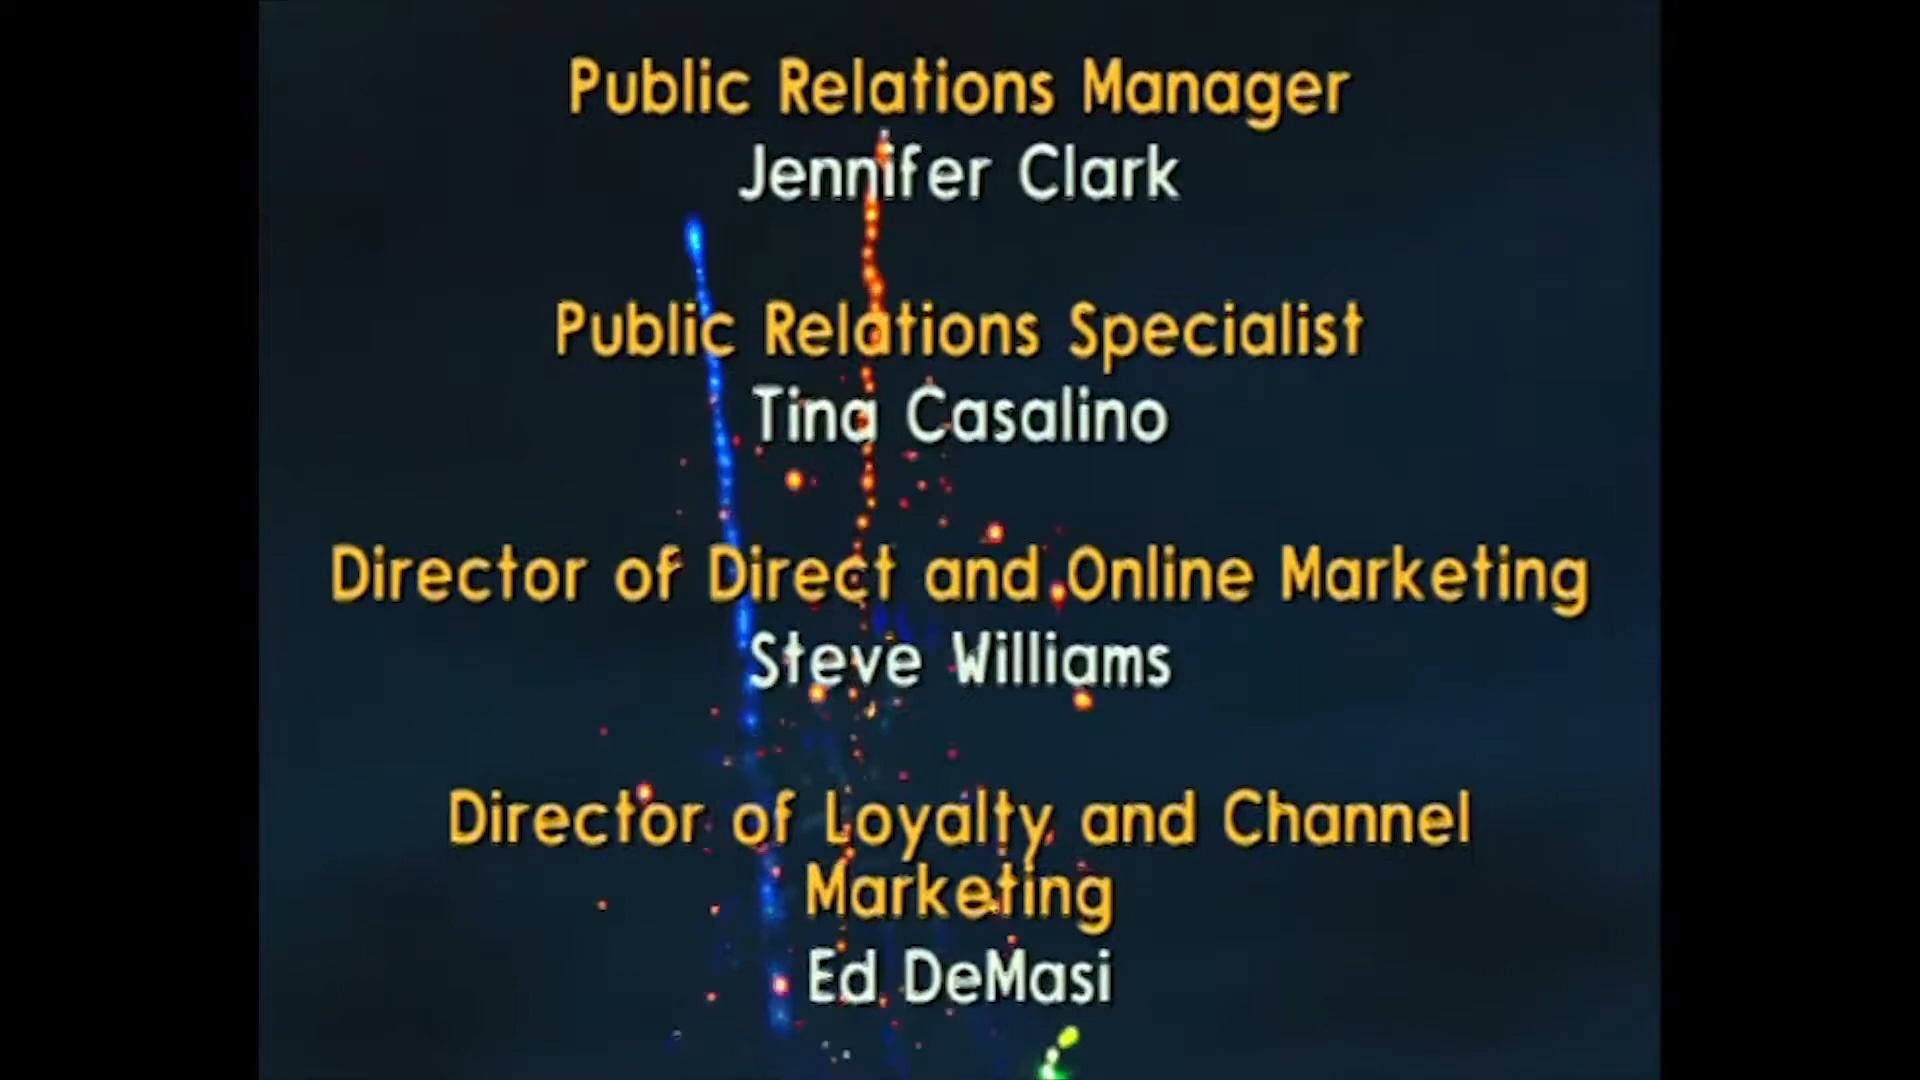 Public Relations Manager
Jennifer Clark
Public Relations Specialist
Tina Casalino
Director of Direct and Online Marketing
Steve Williams
Director of Loyalty and Channel
Marketing
Ed DeMasi